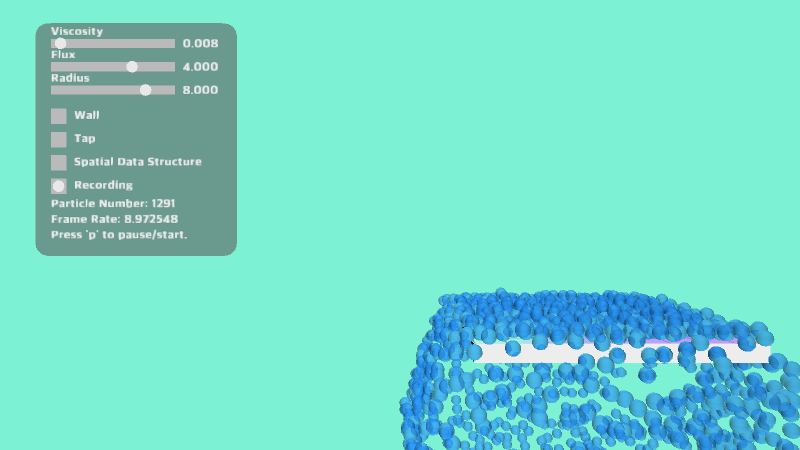 Viscosity
0.008
Flux
4.000
Radius
8.000
Wall
Tap
Spatial Data Structure
Recording
Particle Number: 1291
Frame Rate: 8.972548
Press 'p' to pause/start.